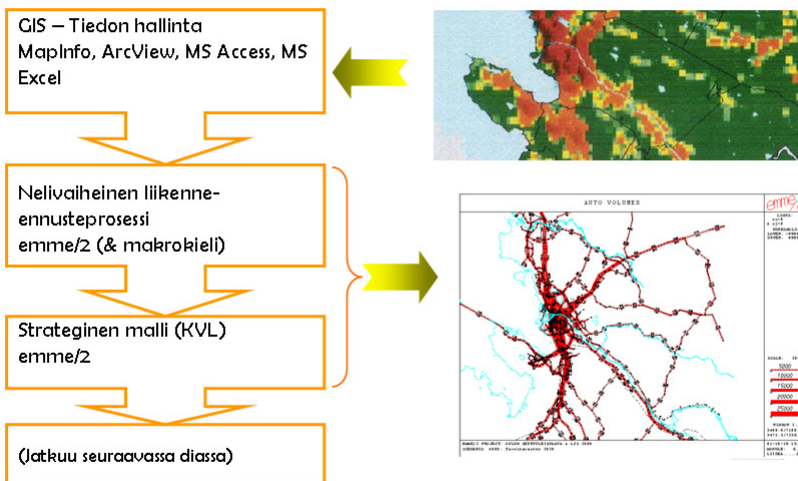 GIS – Tiedon hallinta
MapInfo, ArcView, MS Access, MS
Excel
Nelivaiheinen liikenne-
ennusteprosessi
emme/2 (& makrokieli)
Strateginen malli (KVL)
emme/2
(Jatkuu seuraavassa diassa)
AUTO VOLUMES
emme
SCALE:
5000
10000
15000
20000
25000